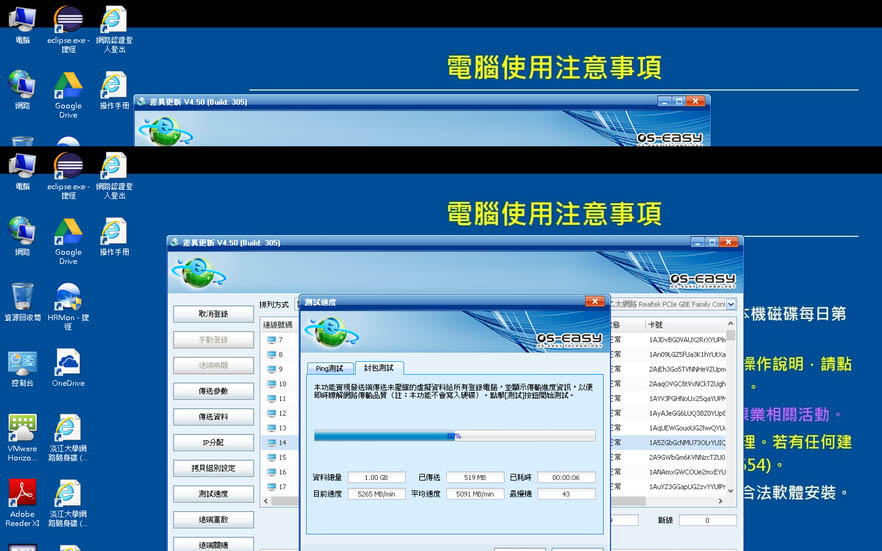 電腦
eclipse.exe - 捷徑
網路認證登入登出
電腦使用注意事項
網路
Google Drive
操作手冊
差異更新 V4.50 (Build: 305)
OS-EASY
電腦
eclipse.exe - 捷徑
網路認證登入登出
電腦使用注意事項
網路
Google Drive
操作手冊
差異更新 V4.50 (Build: 305)
OS-EASY
OS-EASY TECHNOLOGY
資源回收筒
HRMan - 捷徑
控制台
OneDrive
VMware Horizo...
淡江大學網路隨身碟 (...
Adobe Reader XI
淡江大學網路隨身碟 (...
取消登錄
手動登錄
遠端喚醒
傳送參數
傳送資料
IP分配
拷貝組別設定
測試速度
遠端重啟
遠端關機
排列方式
乙太網路 Realtek PCIe GBE Family Cont
連線號碼
態
卡號
7
常
8
常
9
常
10
常
11
常
12
常
13
常
14
常
15
常
16
常
17
常
斷線
0
測試速度
OS-EASY
OS-EASY TECHNOLOGY
Ping測試
封包測試
本功能實現發送端傳送未壓縮的虛擬資料給所有登錄電腦，並顯示傳輸進度資訊，以便
即時瞭解網路傳輸品質（註：本功能不會寫入硬碟）。點擊[測試]按鈕開始測試。
50%
資料總量
1.00 GB
已傳送
519 MB
已耗時
00:00:06
目前速度
5265 MB/min
平均速度
5091 MB/min
最慢機
43
本機磁碟每日第
操作說明，請點
。
課業相關活動。
理。若有任何建
554)。
合法軟體安裝。